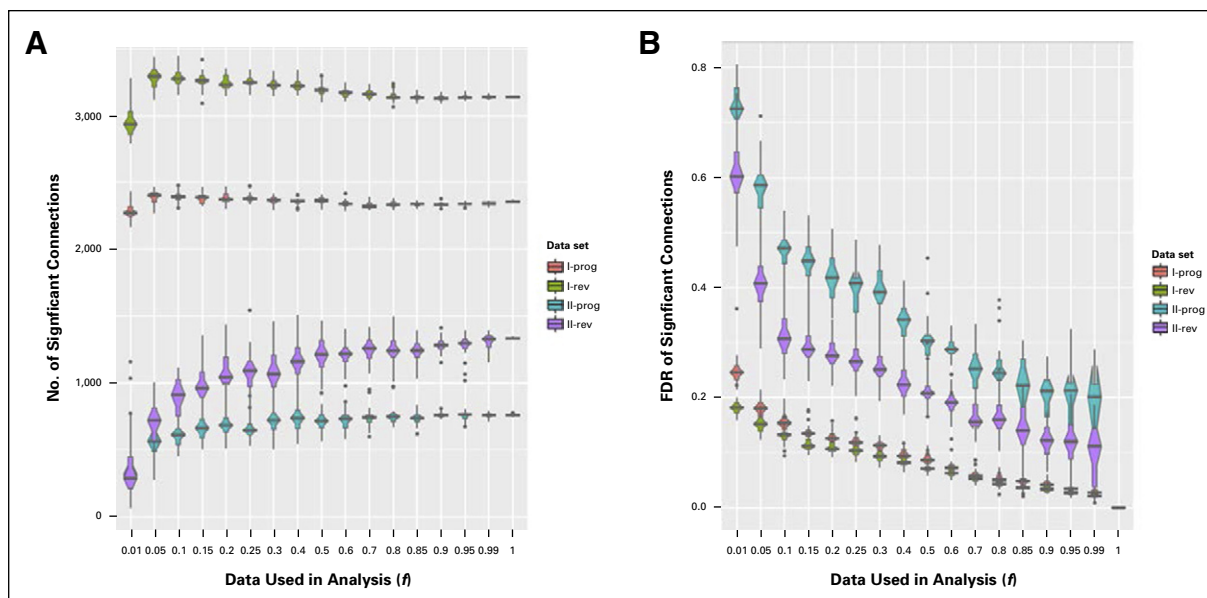 A
No. of Signficant Connections
3,000
2,000
1,000
0
0.01 0.05 0.1 0.15 0.2 0.25 0.3 0.4 0.5 0.6 0.7 0.8 0.85 0.9 0.95 0.99 1
Data Used in Analysis (f)
Data set
I-prog
I-rev
II-prog
II-rev
B
FDR of Signficant Connections
0.8
0.6
0.4
0.2
0.0
0.01 0.05 0.1 0.15 0.2 0.25 0.3 0.4 0.5 0.6 0.7 0.8 0.85 0.9 0.95 0.99 1
Data Used in Analysis (f)
Data set
I-prog
I-rev
II-prog
II-rev